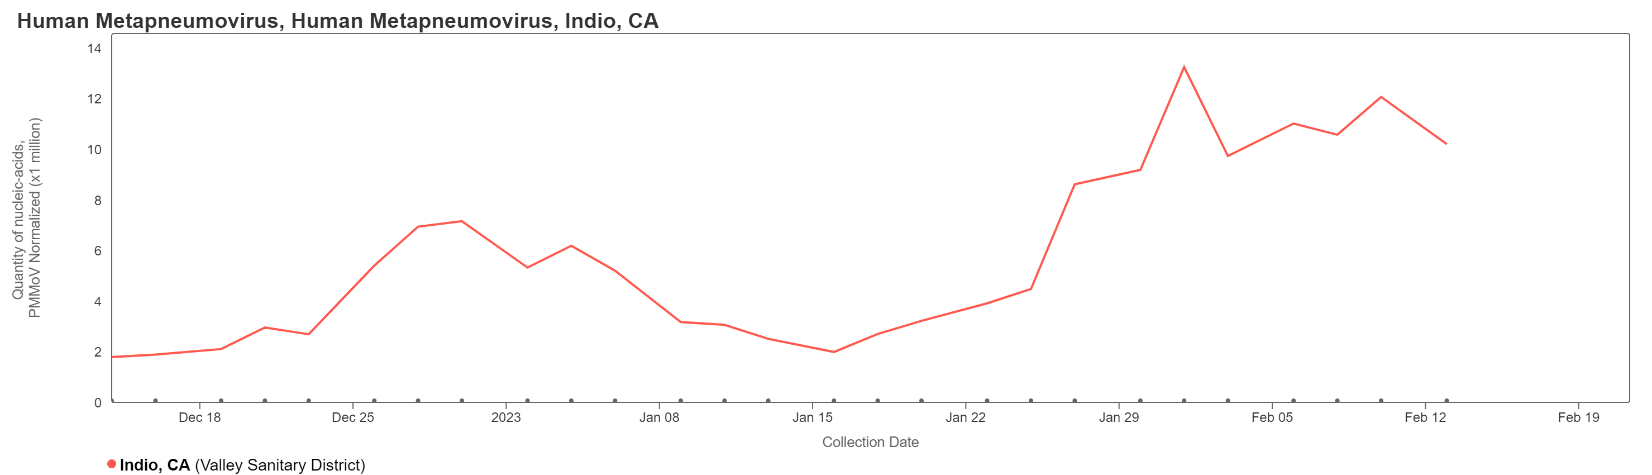 Human Metapneumovirus, Human Metapneumovirus, Indio, CA
14
12
10
8
6
4
2
0
Quantity of nucleic-acids,
PMMoV Normalized (x1 million)
Dec 18
Dec 25
2023
Jan 08
Jan 15
Jan 22
Jan 29
Feb 05
Feb 12
Feb 19
Collection Date
Indio, CA (Valley Sanitary District)